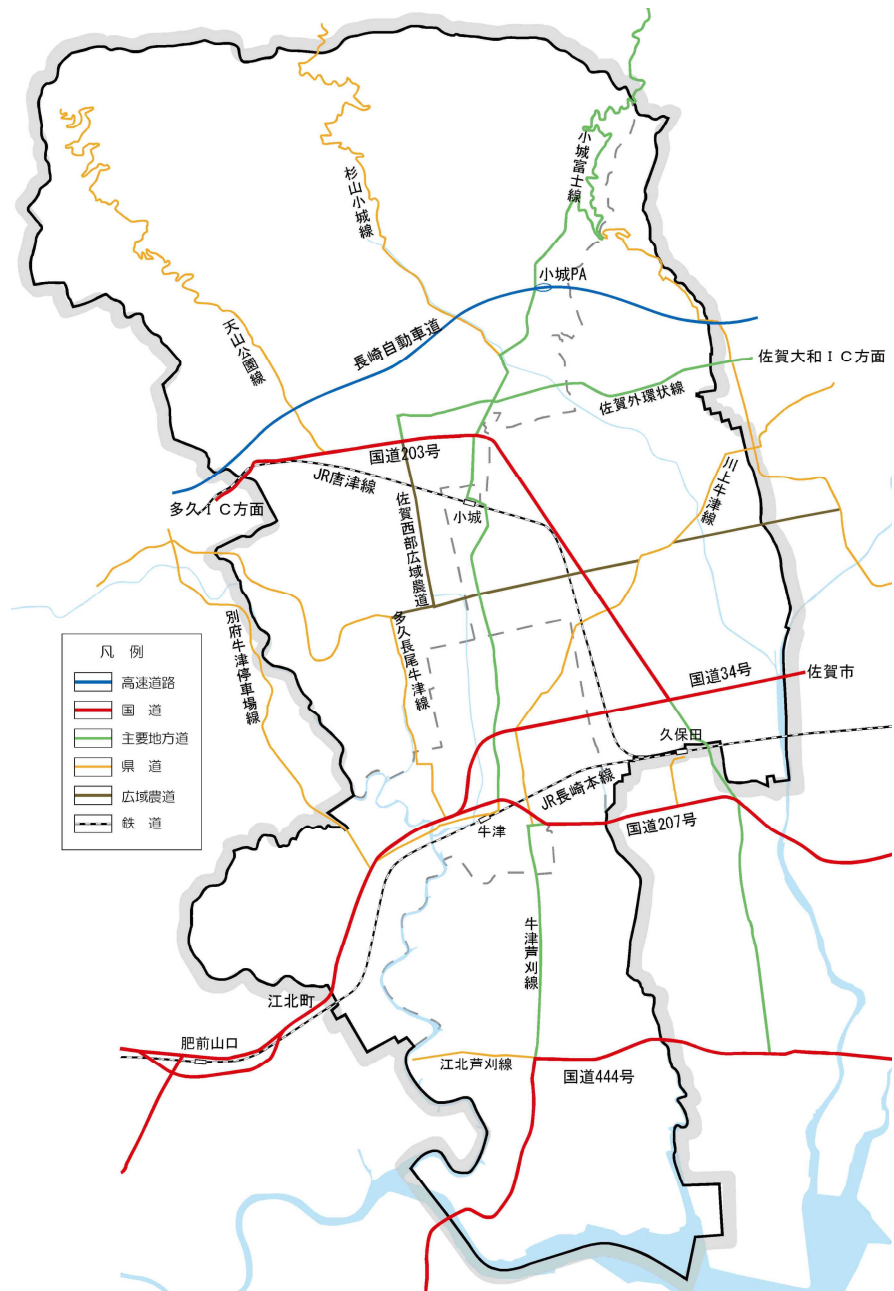 小城富士線
杉山小城線
小城PA
天山公園線
長崎自動車道
佐賀大和IC方面
佐賀外環状線
国道203号
JR唐津線
川上牛津線
多久IC方面
佐賀西部広域農道
小城
別府牛津停車場線
多久長尾牛津線
凡 例
高速道路
国 道
主要地方道
県 道
広域農道
鉄 道
国道34号
佐賀市
久保田
JR長崎本線
牛津
国道207号
牛津芦刈線
江北町
肥前山口
江北芦刈線
国道444号